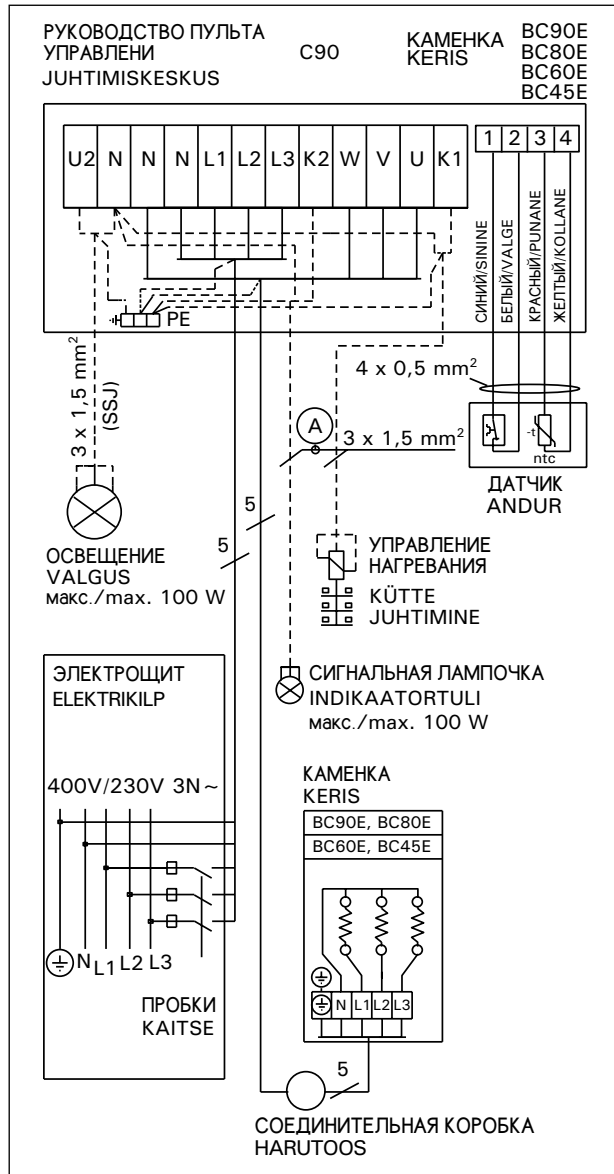 РУКОВОДСТВО ПУЛЬТА
УПРАВЛЕНИ
JUHTIMISKESKUS
C90
КАМЕНКА
KERIS
BC90E
BC80E
BC60E
BC45E
U2 N N N L1 L2 L3 K2 W V U K1
1 2 3 4
СИНИЙ/SININE
БЕЛЫЙ/VALGE
КРАСНЫЙ/PUNANE
ЖЕЛТЫЙ/KOLLANE
PE
3 x 1,5 mm²
(SSJ)
4 x 0,5 mm²
A
3 x 1,5 mm²
-t
ntc
ДАТЧИК
ANDUR
5
5
ОСВЕЩЕНИЕ
VALGUS
макс./max. 100 W
УПРАВЛЕНИЕ
НАГРЕВАНИЯ
KÜTTE
JUHTIMINE
СИГНАЛЬНАЯ ЛАМПОЧКА
INDIKAATORTULI
макс./max. 100 W
ЭЛЕКТРОЩИТ
ELEKTRIKILP
400V/230V 3N~
N L1 L2 L3
ПРОБКИ
KAITSE
КАМЕНКА
KERIS
BC90E, BC80E
BC60E, BC45E
N L1 L2 L3
5
СОЕДИНИТЕЛЬНАЯ КОРОБКА
HARUTOOS